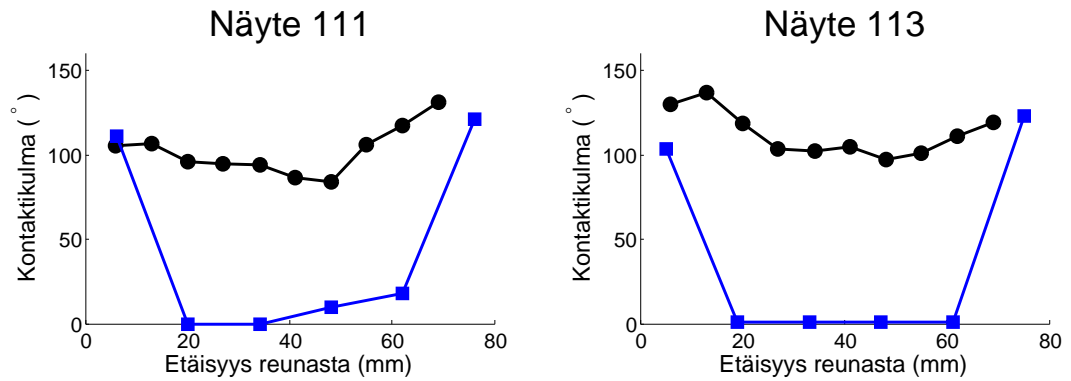 Näyte 111
Kontaktikulma (°)
150
100
50
0
0 20 40 60 80
Etäisyys reunasta (mm)
Näyte 113
Kontaktikulma (°)
150
100
50
0
0 20 40 60 80
Etäisyys reunasta (mm)